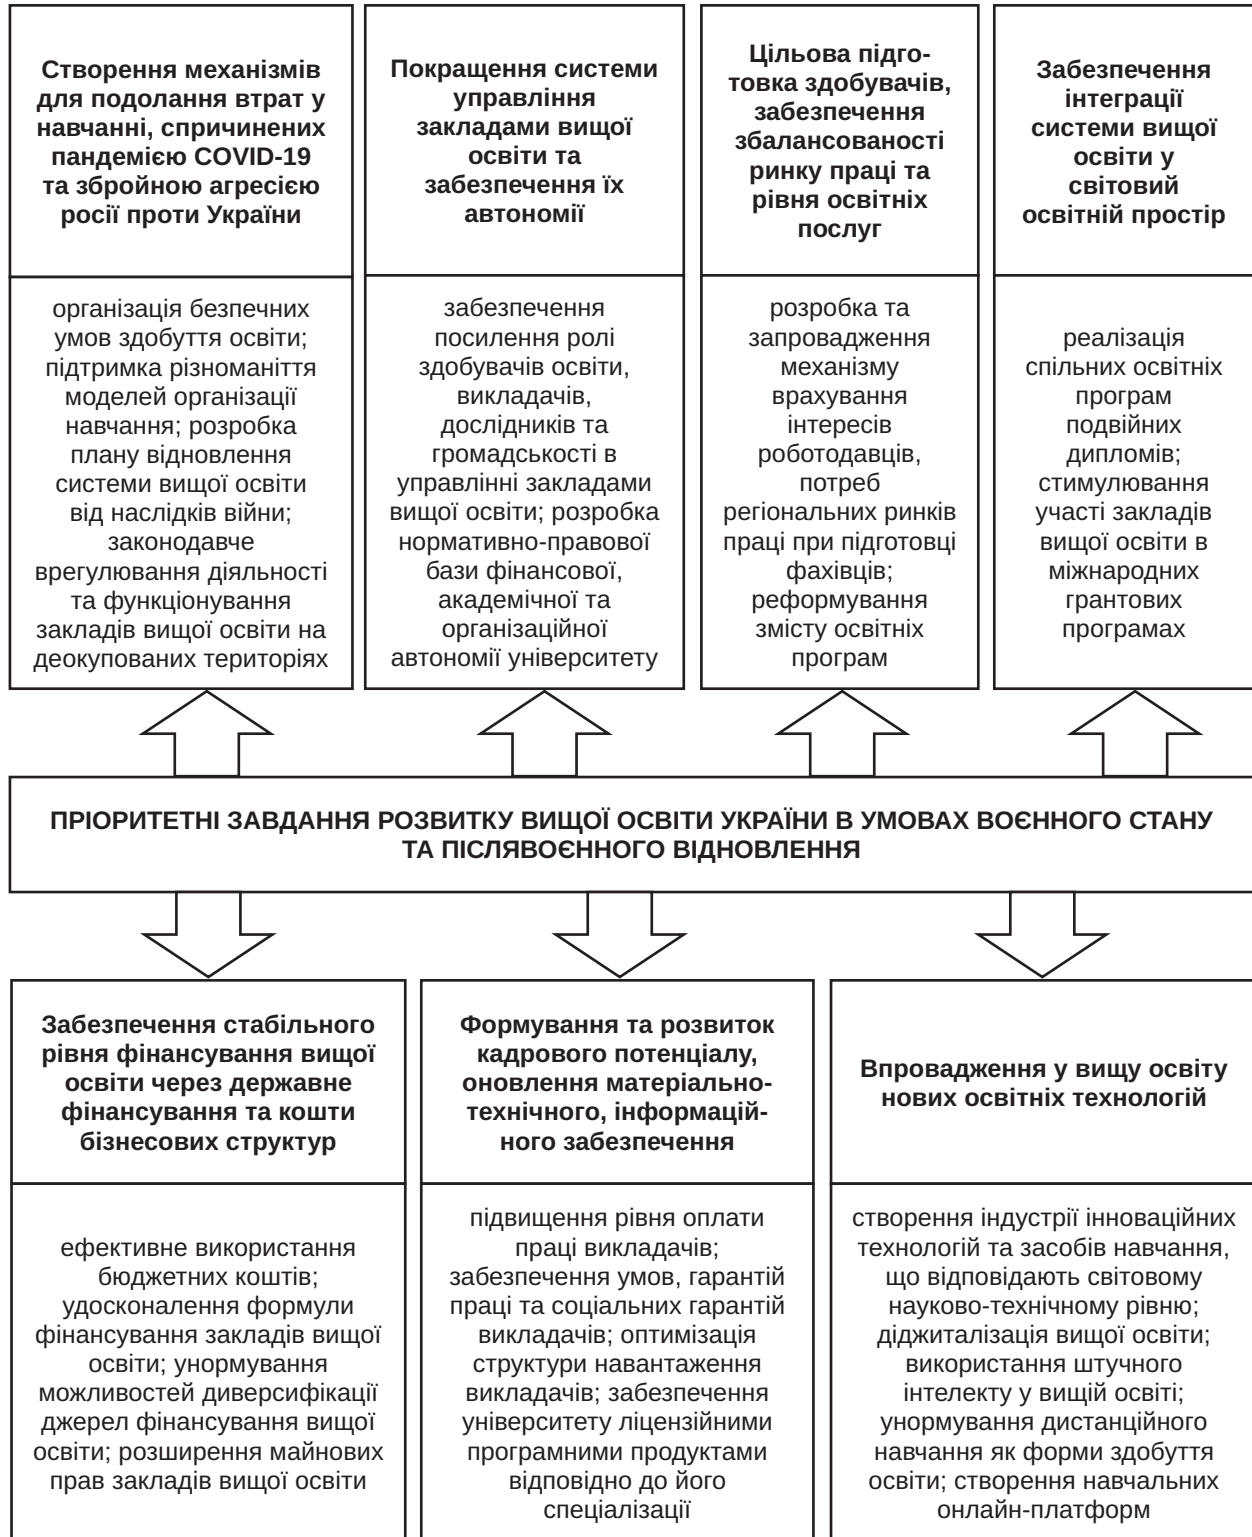 Створення механізмів
для подолання втрат у
навчанні, спричинених
пандемією COVID-19
та збройною агресією
росії проти України
організація безпечних
умов здобуття освіти;
підтримка різноманіття
моделей організації
навчання; розробка
плану відновлення
системи вищої освіти
від наслідків війни;
законодавче
врегулювання діяльності
та функціонування
закладів вищої освіти на
деокупованих територіях
Покращення системи
управління
закладами вищої
освіти та
забезпечення їх
автономії
забезпечення
посилення ролі
здобувачів освіти,
викладачів,
дослідників та
громадськості в
управлінні закладами
вищої освіти; розробка
нормативно-правової
бази фінансової,
академічної та
організаційної
автономії університету
Цільова підго-
товка здобувачів,
забезпечення
збалансованості
ринку праці та
рівня освітніх
послуг
розробка та
запровадження
механізму
врахування
інтересів
роботодавців,
потреб
регіональних ринків
праці при підготовці
фахівців;
реформування
змісту освітніх
програм
Забезпечення
інтеграції
системи вищої
освіти у
світовий
освітній простір
реалізація
спільних освітніх
програм
подвійних
дипломів;
стимулювання
участі закладів
вищої освіти в
міжнародних
грантових
програмах
ПРІОРИТЕТНІ ЗАВДАННЯ РОЗВИТКУ ВИЩОЇ ОСВІТИ УКРАЇНИ В УМОВАХ ВОЄННОГО СТАНУ
ТА ПІСЛЯВОЄННОГО ВІДНОВЛЕННЯ
Забезпечення стабільного
рівня фінансування вищої
освіти через державне
фінансування та кошти
бізнесових структур
ефективне використання
бюджетних коштів;
удосконалення формули
фінансування закладів вищої
освіти; унормування
можливостей диверсифікації
джерел фінансування вищої
освіти; розширення майнових
прав закладів вищої освіти
Формування та розвиток
кадрового потенціалу,
оновлення матеріально-
технічного, інформацій-
ного забезпечення
підвищення рівня оплати
праці викладачів;
забезпечення умов, гарантій
праці та соціальних гарантій
викладачів; оптимізація
структури навантаження
викладачів; забезпечення
університету ліцензійними
програмними продуктами
відповідно до його
спеціалізації
Впровадження у вищу освіту
нових освітніх технологій
створення індустрії інноваційних
технологій та засобів навчання,
що відповідають світовому
науково-технічному рівню;
діджиталізація вищої освіти;
використання штучного
інтелекту у вищій освіті;
унормування дистанційного
навчання як форми здобуття
освіти; створення навчальних
онлайн-платформ